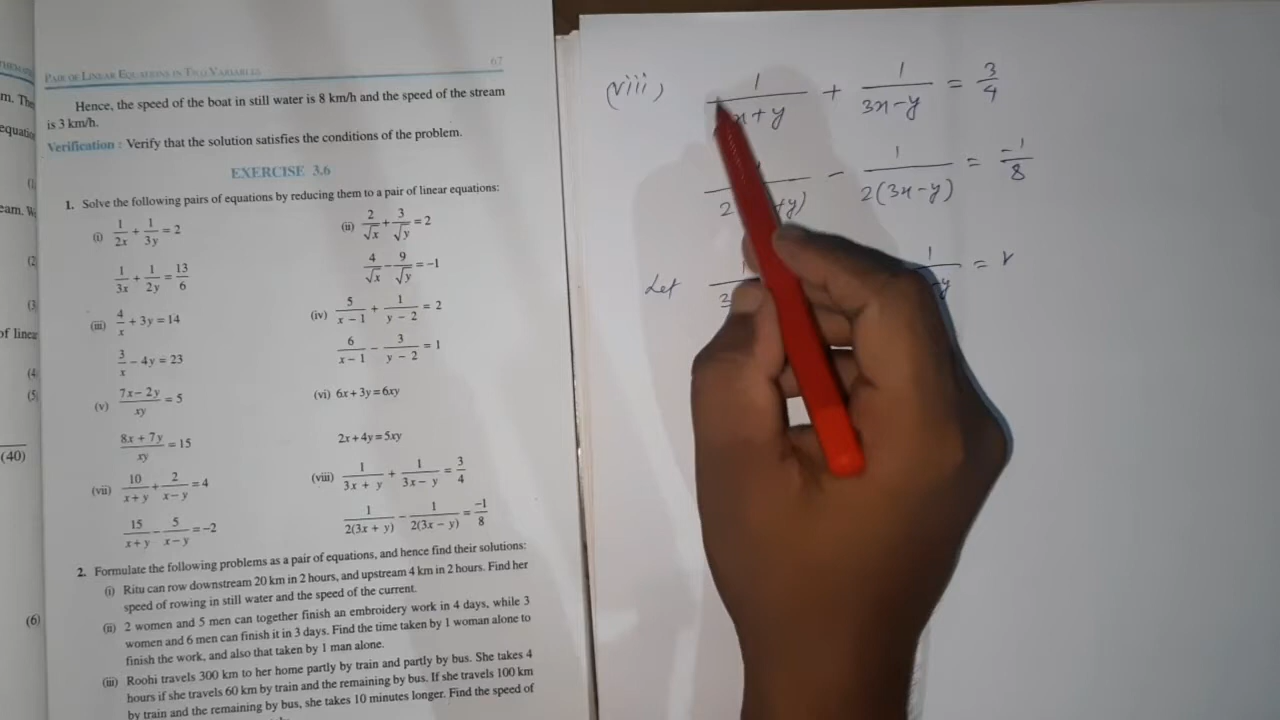 THEMA
m. The
equatio
(1
eam. W
(2
(3
of linea
(4
(5
(40)
(6)
PAIR OF LINEAR EQUATIONS IN TWO VARIABLES 67
Hence, the speed of the boat in still water is 8 km/h and the speed of the stream
is 3 km/h.
Verification : Verify that the solution satisfies the conditions of the problem.
EXERCISE 3.6
1. Solve the following pairs of equations by reducing them to a pair of linear equations:
(i) 1/2x + 1/3y = 2
1/3x + 1/2y = 13/6
(ii) 2/√x + 3/√y = 2
4/√x − 9/√y = −1
(iii) 4/x + 3y = 14
3/x − 4y = 23
(iv) 5/x − 1 + 1/y − 2 = 2
6/x − 1 − 3/y − 2 = 1
(v) 7x − 2y/xy = 5
8x + 7y/xy = 15
(vi) 6x + 3y = 6xy
2x + 4y = 5xy
(vii) 10/x + y + 2/x − y = 4
15/x + y − 5/x − y = −2
(viii) 1/3x + y + 1/3x − y = 3/4
1/2(3x + y) − 1/2(3x − y) = −1/8
2. Formulate the following problems as a pair of equations, and hence find their solutions:
(i) Ritu can row downstream 20 km in 2 hours, and upstream 4 km in 2 hours. Find her
speed of rowing in still water and the speed of the current.
(ii) 2 women and 5 men can together finish an embroidery work in 4 days, while 3
women and 6 men can finish it in 3 days. Find the time taken by 1 woman alone to
finish the work, and also that taken by 1 man alone.
(iii) Roohi travels 300 km to her home partly by train and partly by bus. She takes 4
hours if she travels 60 km by train and the remaining by bus. If she travels 100 km
by train and the remaining by bus, she takes 10 minutes longer. Find the speed of
(viii) 1/x+y + 1/3x−y = 3/4
1/2 +y) − 1/2(3x−y) = −1/8
Let 1/3 1/−y = v